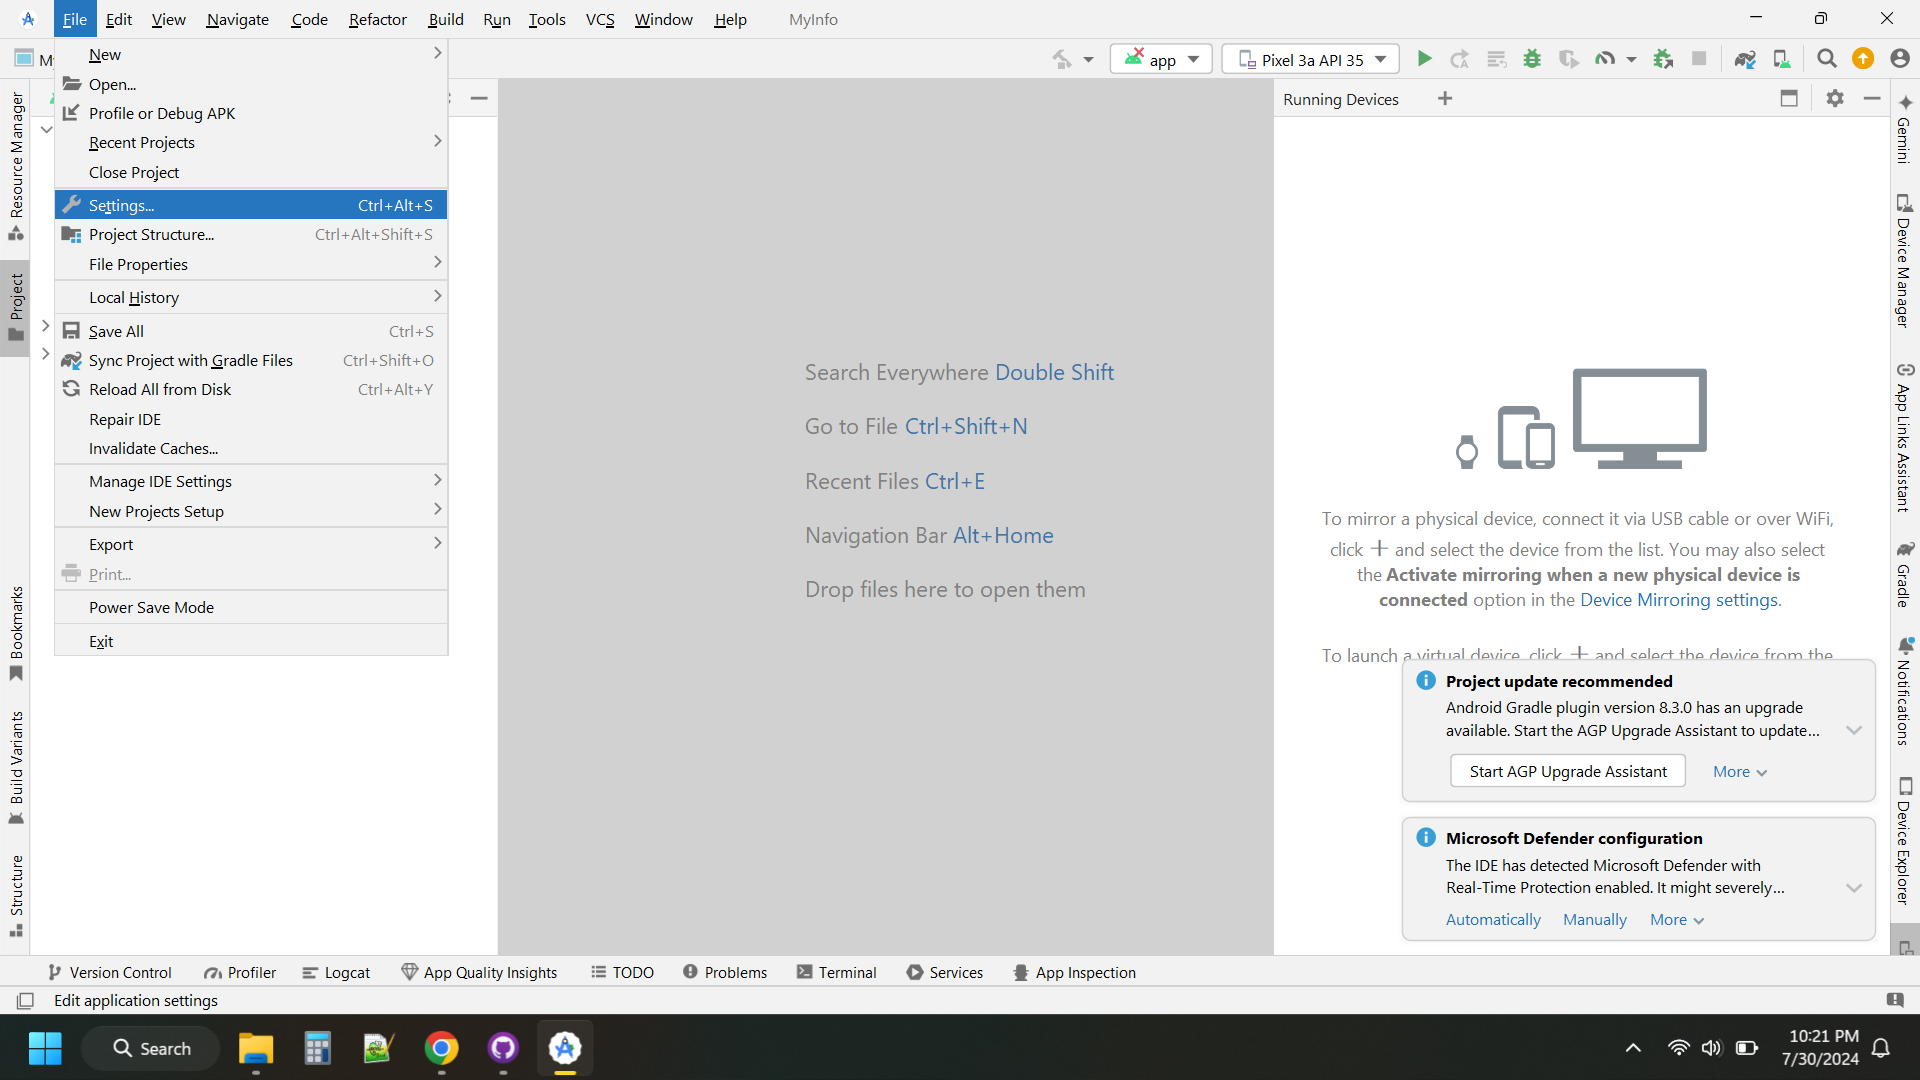 File Edit View Navigate Code Refactor Build Run Tools VCS Window Help MyInfo
My
app
Pixel 3a API 35
New
Open...
Profile or Debug APK
Recent Projects
Close Project
Settings... Ctrl+Alt+S
Project Structure... Ctrl+Alt+Shift+S
File Properties
Local History
Save All Ctrl+S
Sync Project with Gradle Files Ctrl+Shift+O
Reload All from Disk Ctrl+Alt+Y
Repair IDE
Invalidate Caches...
Manage IDE Settings
New Projects Setup
Export
Print...
Power Save Mode
Exit
Resource Manager
Project
Bookmarks
Build Variants
Structure
Search Everywhere Double Shift
Go to File Ctrl+Shift+N
Recent Files Ctrl+E
Navigation Bar Alt+Home
Drop files here to open them
Running Devices
To mirror a physical device, connect it via USB cable or over WiFi,
click + and select the device from the list. You may also select
the Activate mirroring when a new physical device is
connected option in the Device Mirroring settings.
To launch a virtual device, click + and select the device from the
Project update recommended
Android Gradle plugin version 8.3.0 has an upgrade
available. Start the AGP Upgrade Assistant to update...
Start AGP Upgrade Assistant More
Microsoft Defender configuration
The IDE has detected Microsoft Defender with
Real-Time Protection enabled. It might severely...
Automatically Manually More
Gemini
Device Manager
App Links Assistant
Gradle
Notifications
Device Explorer
Version Control Profiler Logcat App Quality Insights TODO Problems Terminal Services App Inspection
Edit application settings
Search
10:21 PM
7/30/2024